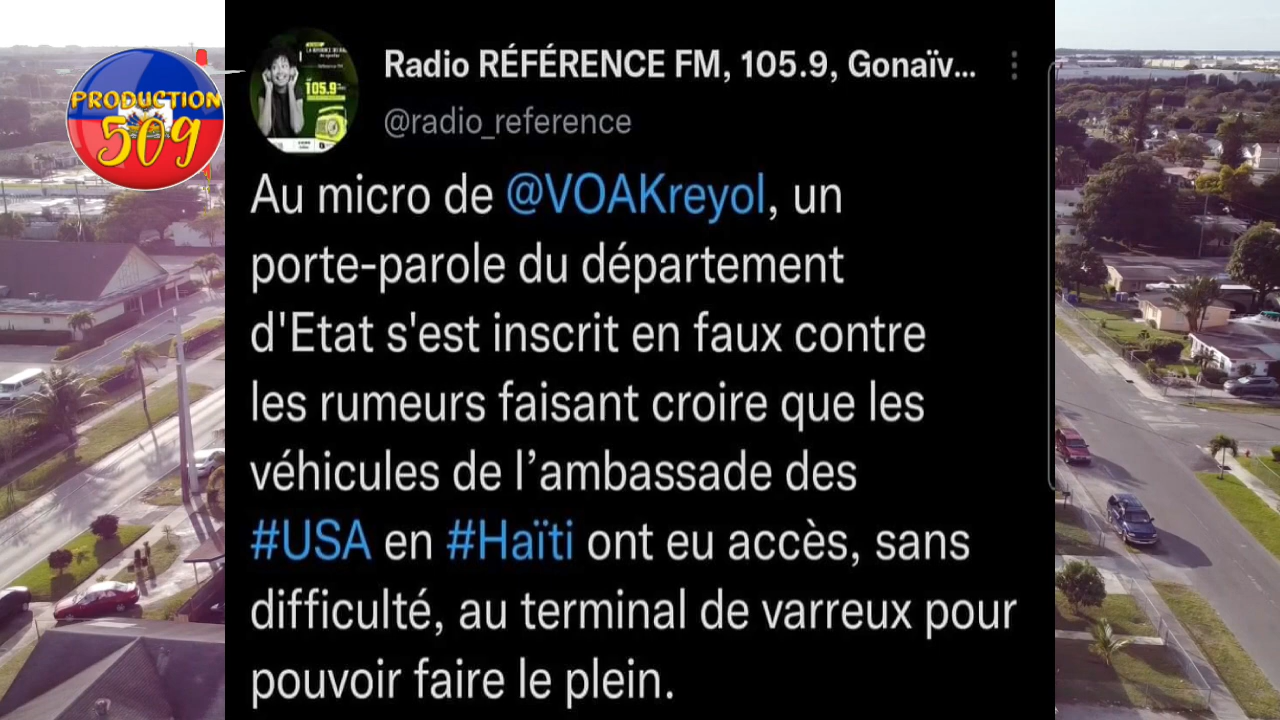 PRODUCTION
509
105.9
Radio RÉFÉRENCE FM, 105.9, Gonaïv...
@radio_reference
Au micro de @VOAKreyol, un
porte-parole du département
d'Etat s'est inscrit en faux contre
les rumeurs faisant croire que les
véhicules de l’ambassade des
#USA en #Haïti ont eu accès, sans
difficulté, au terminal de varreux pour
pouvoir faire le plein.